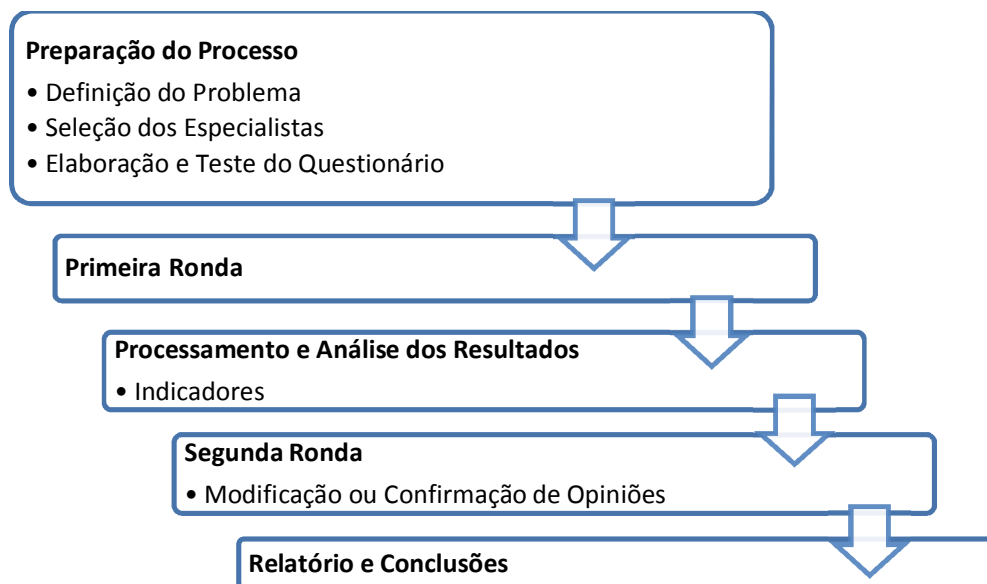 Preparação do Processo
• Definição do Problema
• Seleção dos Especialistas
• Elaboração e Teste do Questionário
Primeira Ronda
Processamento e Análise dos Resultados
• Indicadores
Segunda Ronda
• Modificação ou Confirmação de Opiniões
Relatório e Conclusões